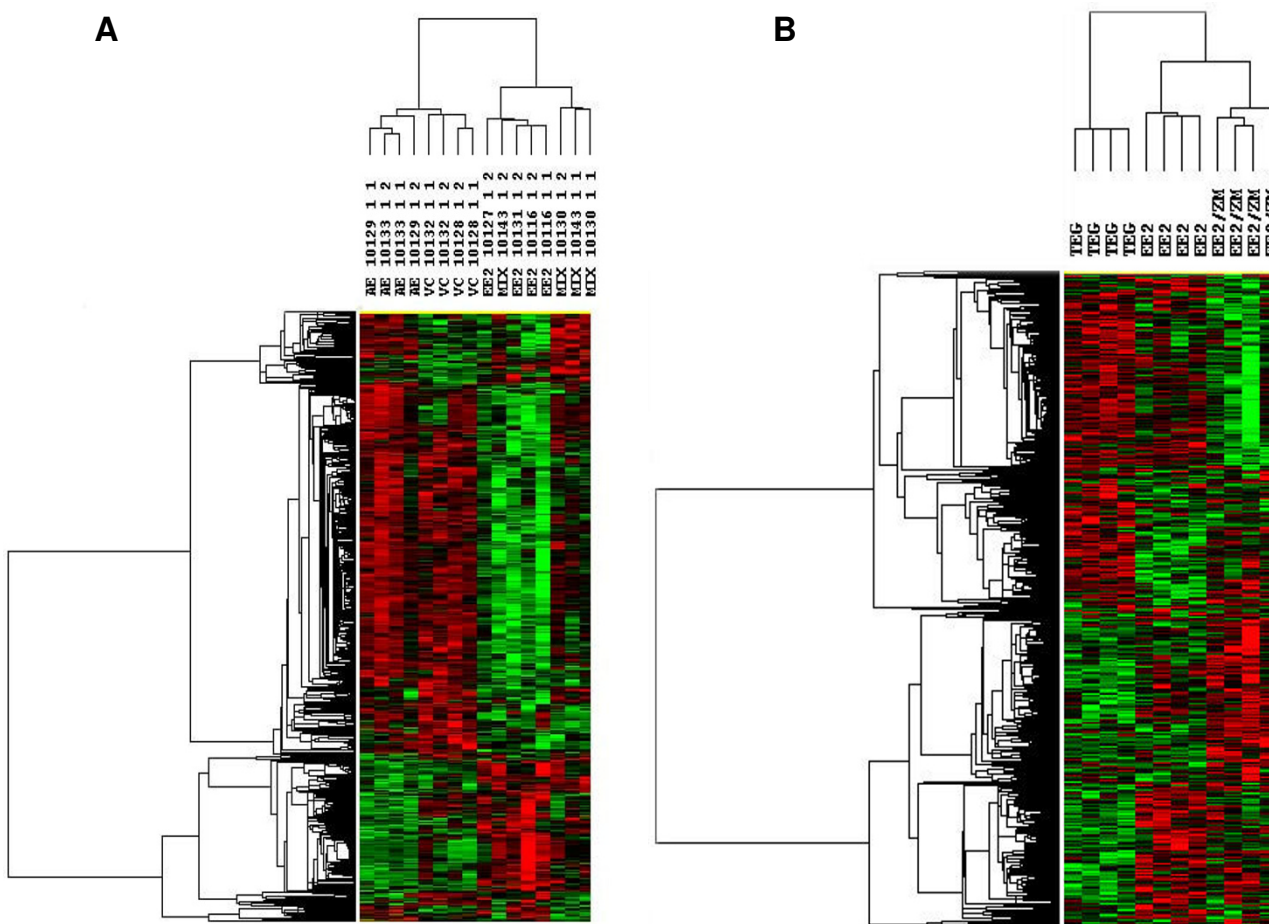 A
B
AE 10129 1 1
AE 10133 1 2
AE 10133 1 1
AE 10129 1 2
VC 10132 1 1
VC 10132 1 2
VC 10128 1 2
VC 10128 1 1
EE2 10127 1 2
MIX 10143 1 2
EE2 10131 1 2
EE2 10116 1 2
EE2 10116 1 1
MIX 10130 1 2
MIX 10143 1 1
MIX 10130 1 1
TEG
TEG
TEG
TEG
EE2
EE2
EE2
EE2
EE2/ZM
EE2/ZM
EE2/ZM